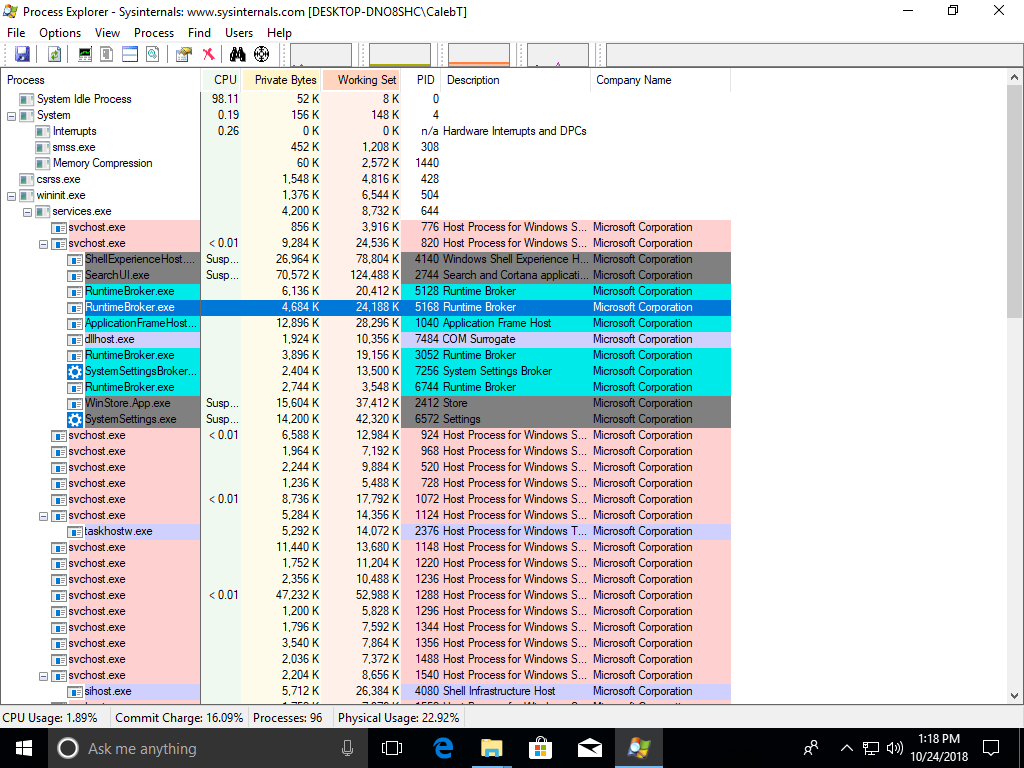 Process Explorer - Sysinternals: www.sysinternals.com [DESKTOP-DNO8SHC\CalebT]
File Options View Process Find Users Help
Process CPU Private Bytes Working Set PID Description Company Name
System Idle Process 98.11 52 K 8 K 0
System 0.19 156 K 148 K 4
Interrupts 0.26 0 K 0 K n/a Hardware Interrupts and DPCs
smss.exe 452 K 1,208 K 308
Memory Compression 60 K 2,572 K 1440
csrss.exe 1,548 K 4,816 K 428
wininit.exe 1,376 K 6,544 K 504
services.exe 4,200 K 8,732 K 644
svchost.exe 856 K 3,916 K 776 Host Process for Windows S... Microsoft Corporation
svchost.exe < 0.01 9,284 K 24,536 K 820 Host Process for Windows S... Microsoft Corporation
ShellExperienceHost.... Susp... 26,964 K 78,804 K 4140 Windows Shell Experience H... Microsoft Corporation
SearchUI.exe Susp... 70,572 K 124,488 K 2744 Search and Cortana applicati... Microsoft Corporation
RuntimeBroker.exe 6,136 K 20,412 K 5128 Runtime Broker Microsoft Corporation
RuntimeBroker.exe 4,684 K 24,188 K 5168 Runtime Broker Microsoft Corporation
ApplicationFrameHost... 12,896 K 28,296 K 1040 Application Frame Host Microsoft Corporation
dllhost.exe 1,924 K 10,356 K 7484 COM Surrogate Microsoft Corporation
RuntimeBroker.exe 3,896 K 19,156 K 3052 Runtime Broker Microsoft Corporation
SystemSettingsBroker... 2,404 K 13,500 K 7256 System Settings Broker Microsoft Corporation
RuntimeBroker.exe 2,744 K 3,548 K 6744 Runtime Broker Microsoft Corporation
WinStore.App.exe Susp... 15,604 K 37,412 K 2412 Store Microsoft Corporation
SystemSettings.exe Susp... 14,200 K 42,320 K 6572 Settings Microsoft Corporation
svchost.exe < 0.01 6,588 K 12,984 K 924 Host Process for Windows S... Microsoft Corporation
svchost.exe 1,964 K 7,192 K 968 Host Process for Windows S... Microsoft Corporation
svchost.exe 2,244 K 9,884 K 520 Host Process for Windows S... Microsoft Corporation
svchost.exe 1,236 K 5,488 K 728 Host Process for Windows S... Microsoft Corporation
svchost.exe < 0.01 8,736 K 17,792 K 1072 Host Process for Windows S... Microsoft Corporation
svchost.exe 5,284 K 14,356 K 1124 Host Process for Windows S... Microsoft Corporation
taskhostw.exe 5,292 K 14,072 K 2376 Host Process for Windows T... Microsoft Corporation
svchost.exe 11,440 K 13,680 K 1148 Host Process for Windows S... Microsoft Corporation
svchost.exe 1,752 K 11,204 K 1220 Host Process for Windows S... Microsoft Corporation
svchost.exe 2,356 K 10,488 K 1236 Host Process for Windows S... Microsoft Corporation
svchost.exe < 0.01 47,232 K 52,988 K 1288 Host Process for Windows S... Microsoft Corporation
svchost.exe 1,200 K 5,828 K 1296 Host Process for Windows S... Microsoft Corporation
svchost.exe 1,796 K 7,592 K 1344 Host Process for Windows S... Microsoft Corporation
svchost.exe 3,540 K 7,864 K 1356 Host Process for Windows S... Microsoft Corporation
svchost.exe 2,036 K 7,372 K 1488 Host Process for Windows S... Microsoft Corporation
svchost.exe 2,204 K 8,656 K 1540 Host Process for Windows S... Microsoft Corporation
sihost.exe 5,712 K 26,384 K 4080 Shell Infrastructure Host Microsoft Corporation
CPU Usage: 1.89% Commit Charge: 16.09% Processes: 96 Physical Usage: 22.92%
Ask me anything
1:18 PM
10/24/2018